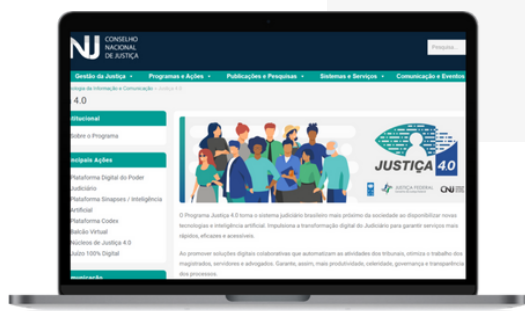 CONSELHO
NACIONAL
DE JUSTIÇA
Pesquisa...
Gestão da Justiça
Programas e Ações
Publicações e Pesquisas
Sistemas e Serviços
Comunicação e Eventos
Informação e Comunicação > Justiça 4.0
4.0
Sobre o Programa
Plataforma Digital do Poder
Judiciário
Plataforma Sinapses / Inteligência
Artificial
Plataforma Codex
Balcão Virtual
Núcleos de Justiça 4.0
Juízo 100% Digital
JUSTIÇA 4.0
JUSTIÇA FEDERAL
CNJ
O Programa Justiça 4.0 torna o sistema judiciário brasileiro mais próximo da sociedade ao disponibilizar novas
tecnologias e inteligência artificial. Impulsiona a transformação digital do Judiciário para garantir serviços mais
rápidos, eficazes e acessíveis.
Ao promover soluções digitais colaborativas que automatizam as atividades dos tribunais, otimiza o trabalho dos
magistrados, servidores e advogados. Garante, assim, mais produtividade, celeridade, governança e transparência
dos processos.